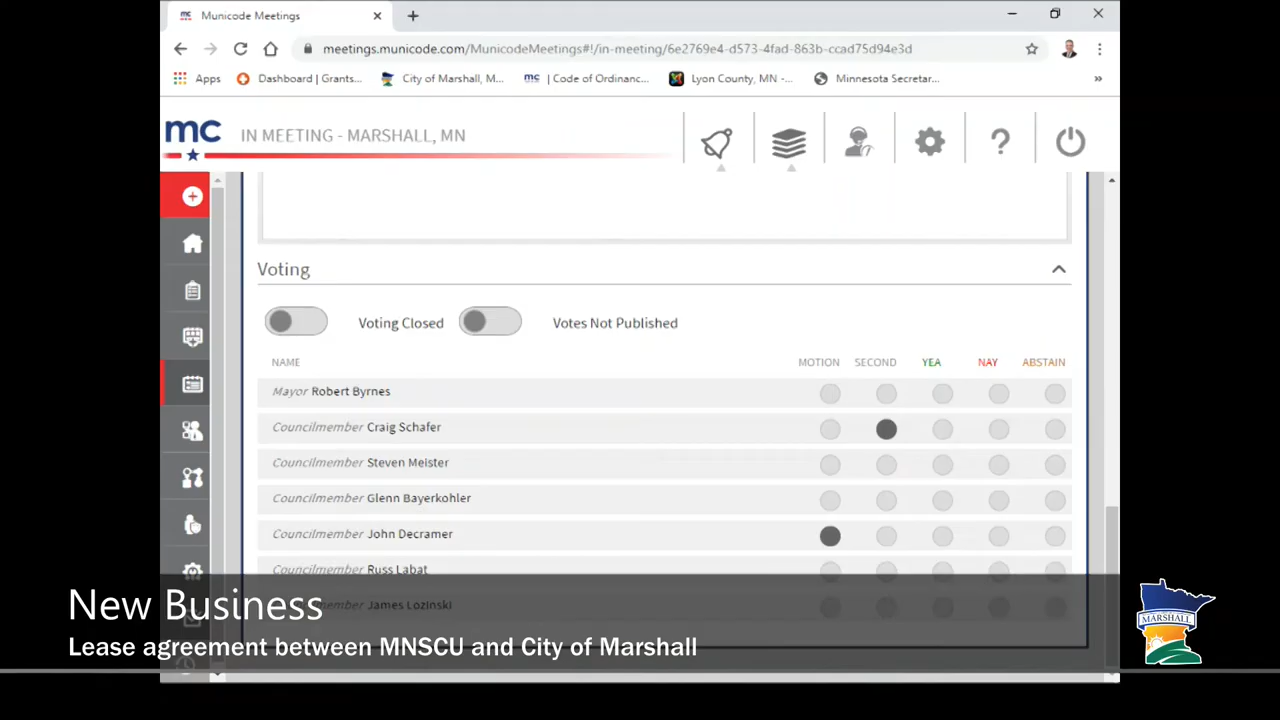 mc Municode Meetings
meetings.municode.com/MunicodeMeetings#!/in-meeting/6e2769e4-d573-4fad-863b-ccad75d94e3d
Apps Dashboard | Grants... City of Marshall, M... mc | Code of Ordinanc... Lyon County, MN -... Minnesota Secretar... »
mc IN MEETING - MARSHALL, MN
Voting
Voting Closed Votes Not Published
NAME MOTION SECOND YEA NAY ABSTAIN
Mayor Robert Byrnes
Councilmember Craig Schafer
Councilmember Steven Meister
Councilmember Glenn Bayerkohler
Councilmember John Decramer
Councilmember Russ Labat
Councilmember James Lozinski
New Business
Lease agreement between MNSCU and City of Marshall
MARSHALL